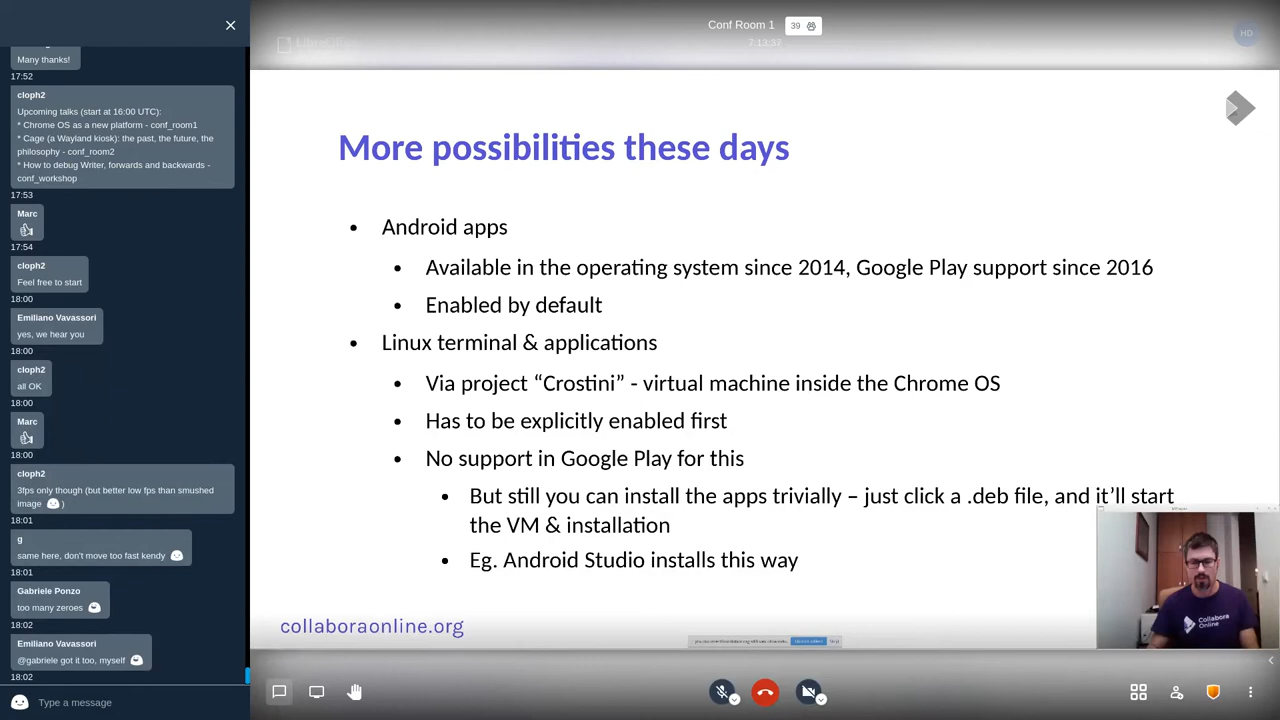 Many thanks!
17:52
cloph2
Upcoming talks (start at 16:00 UTC):
* Chrome OS as a new platform - conf_room1
* Cage (a Wayland kiosk): the past, the future, the
philosophy - conf_room2
* How to debug Writer, forwards and backwards -
conf_workshop
17:53
Marc
17:54
cloph2
Feel free to start
18:00
Emiliano Vavassori
yes, we hear you
18:00
cloph2
all OK
18:00
Marc
18:00
cloph2
3fps only though (but better low fps than smushed
image )
18:01
g
same here, don't move too fast kendy
18:01
Gabriele Ponzo
too many zeroes
18:02
Emiliano Vavassori
@gabriele got it too, myself
18:02
Type a message
Conf Room 1 39
7:13:37
HD
More possibilities these days
• Android apps
• Available in the operating system since 2014, Google Play support since 2016
• Enabled by default
• Linux terminal & applications
• Via project “Crostini” - virtual machine inside the Chrome OS
• Has to be explicitly enabled first
• No support in Google Play for this
• But still you can install the apps trivially – just click a .deb file, and it’ll start
the VM & installation
• Eg. Android Studio installs this way
collaboraonline.org
Collabora
Online